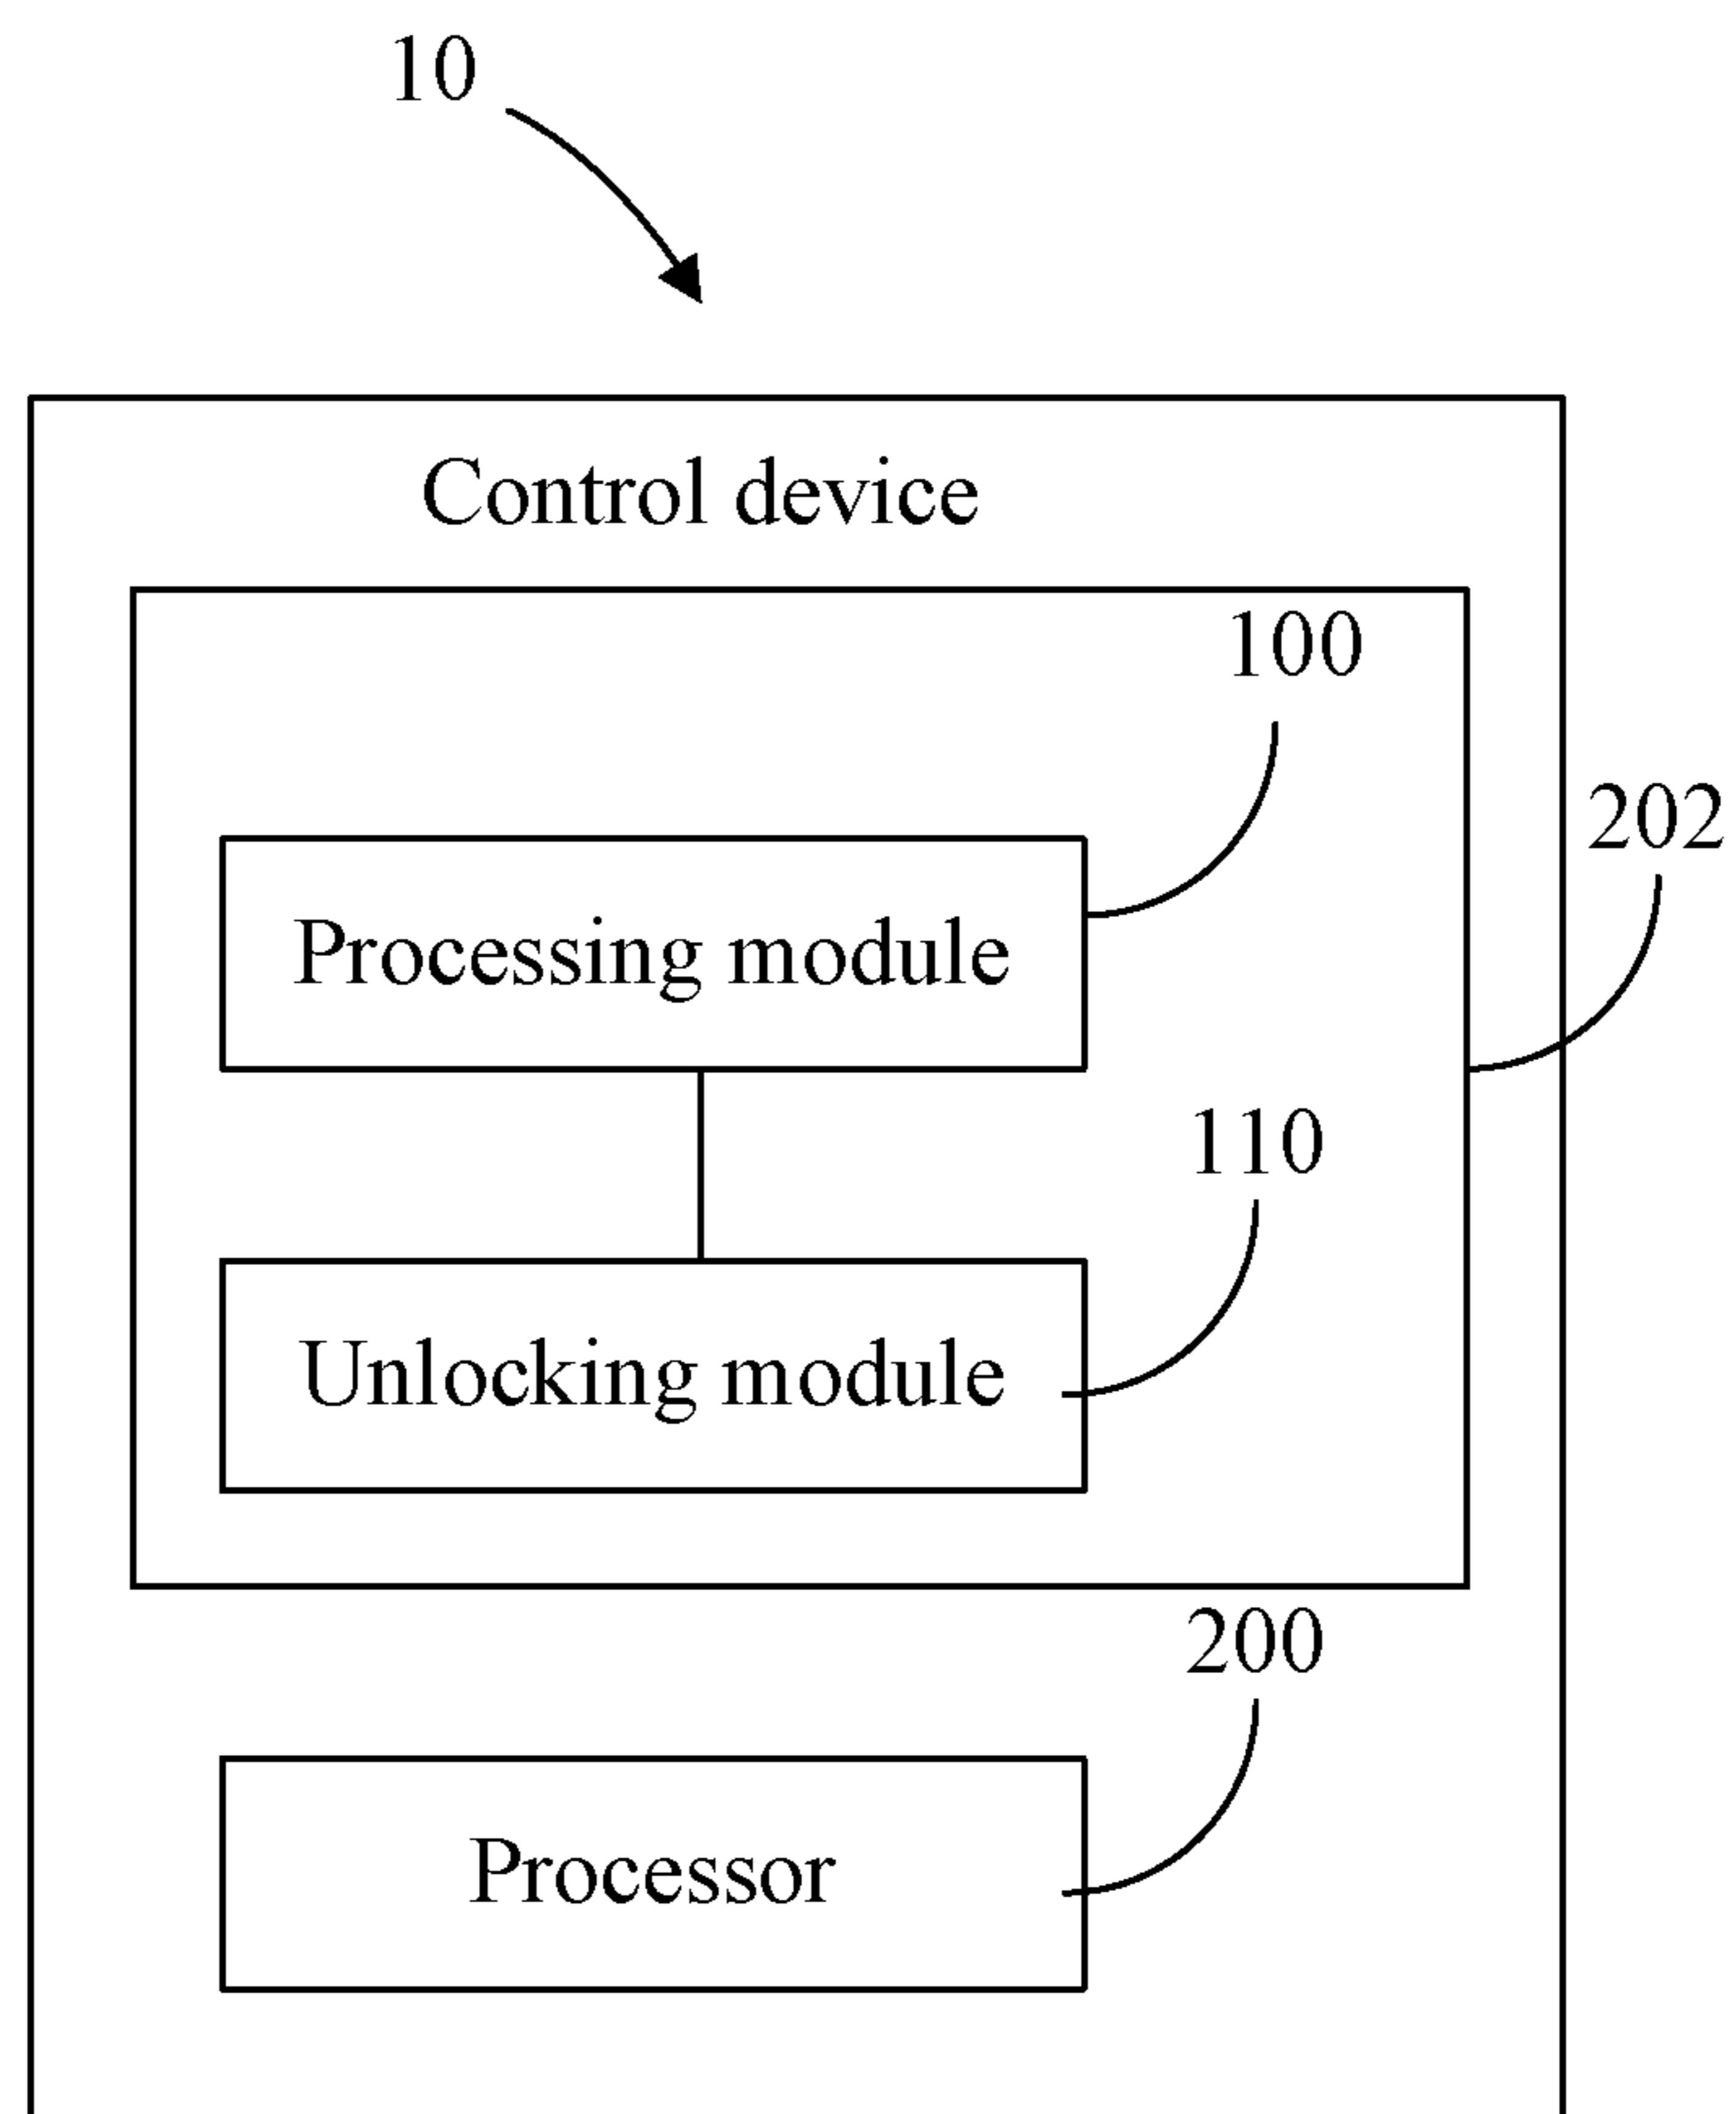 10
Control device
100
202
Processing module
110
Unlocking module
200
Processor